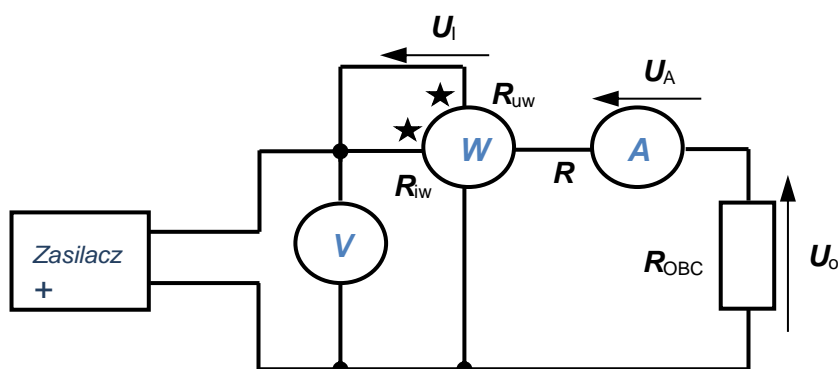 U_I
U_A
R_uw
W
A
R_iw
R
Zasilacz
+
V
R_OBC
U_o